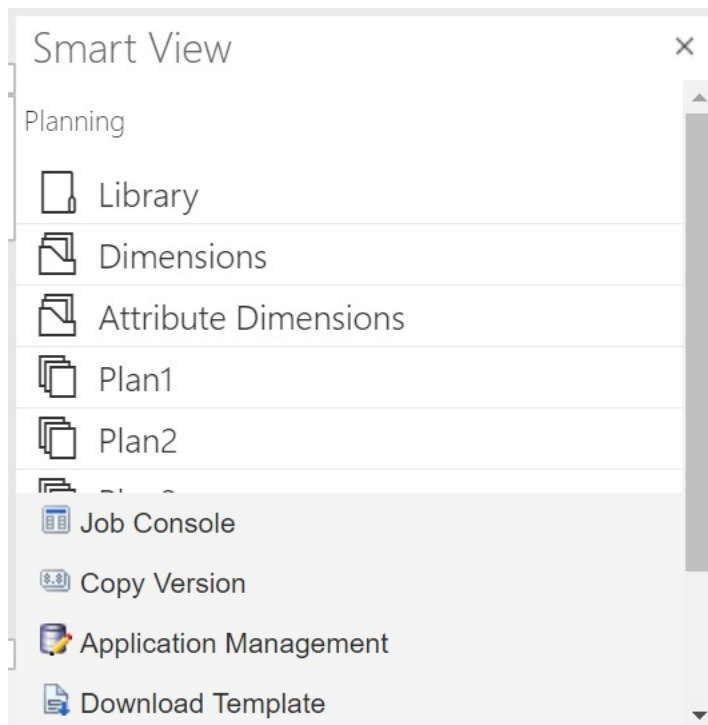 Smart View
Planning
Library
Dimensions
Attribute Dimensions
Plan1
Plan2
Job Console
Copy Version
Application Management
Download Template